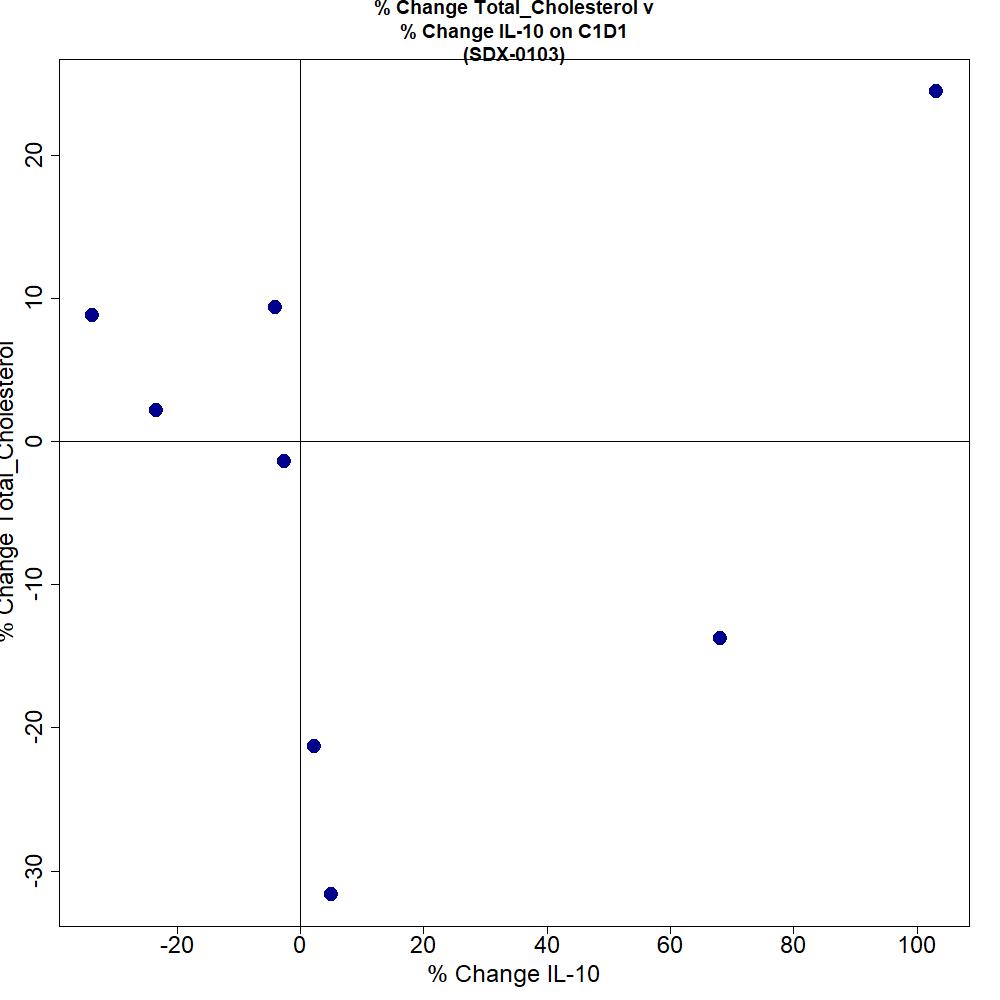 % Change Total_Cholesterol v
% Change IL-10 on C1D1
(SDX-0103)
% Change Total_Cholesterol
20
10
0
-10
-20
-30
-20 0 20 40 60 80 100
% Change IL-10